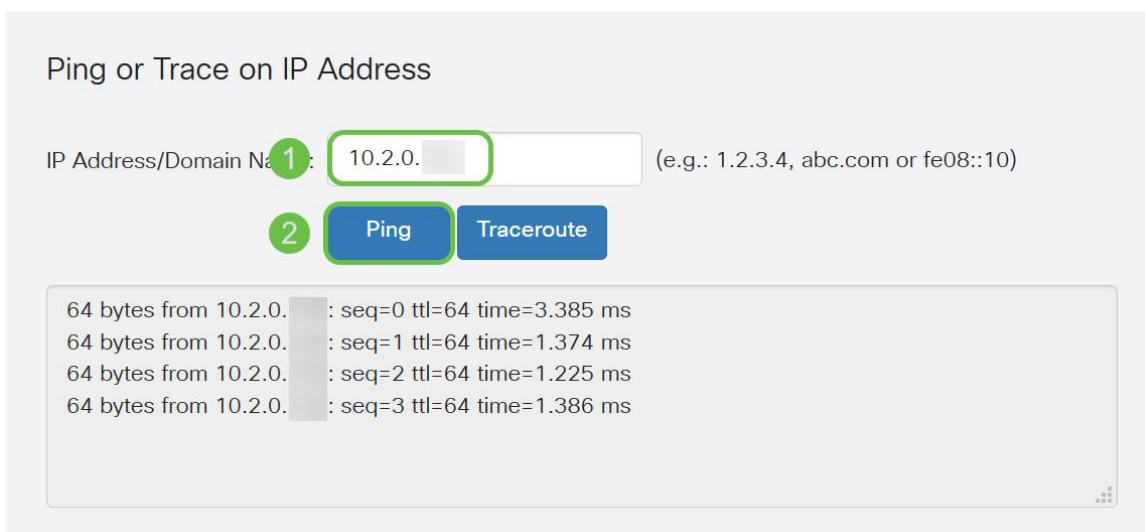 Ping or Trace on IP Address
IP Address/Domain Na 1 : 10.2.0. (e.g.: 1.2.3.4, abc.com or fe08::10)
2 Ping Traceroute
64 bytes from 10.2.0. : seq=0 ttl=64 time=3.385 ms
64 bytes from 10.2.0. : seq=1 ttl=64 time=1.374 ms
64 bytes from 10.2.0. : seq=2 ttl=64 time=1.225 ms
64 bytes from 10.2.0. : seq=3 ttl=64 time=1.386 ms